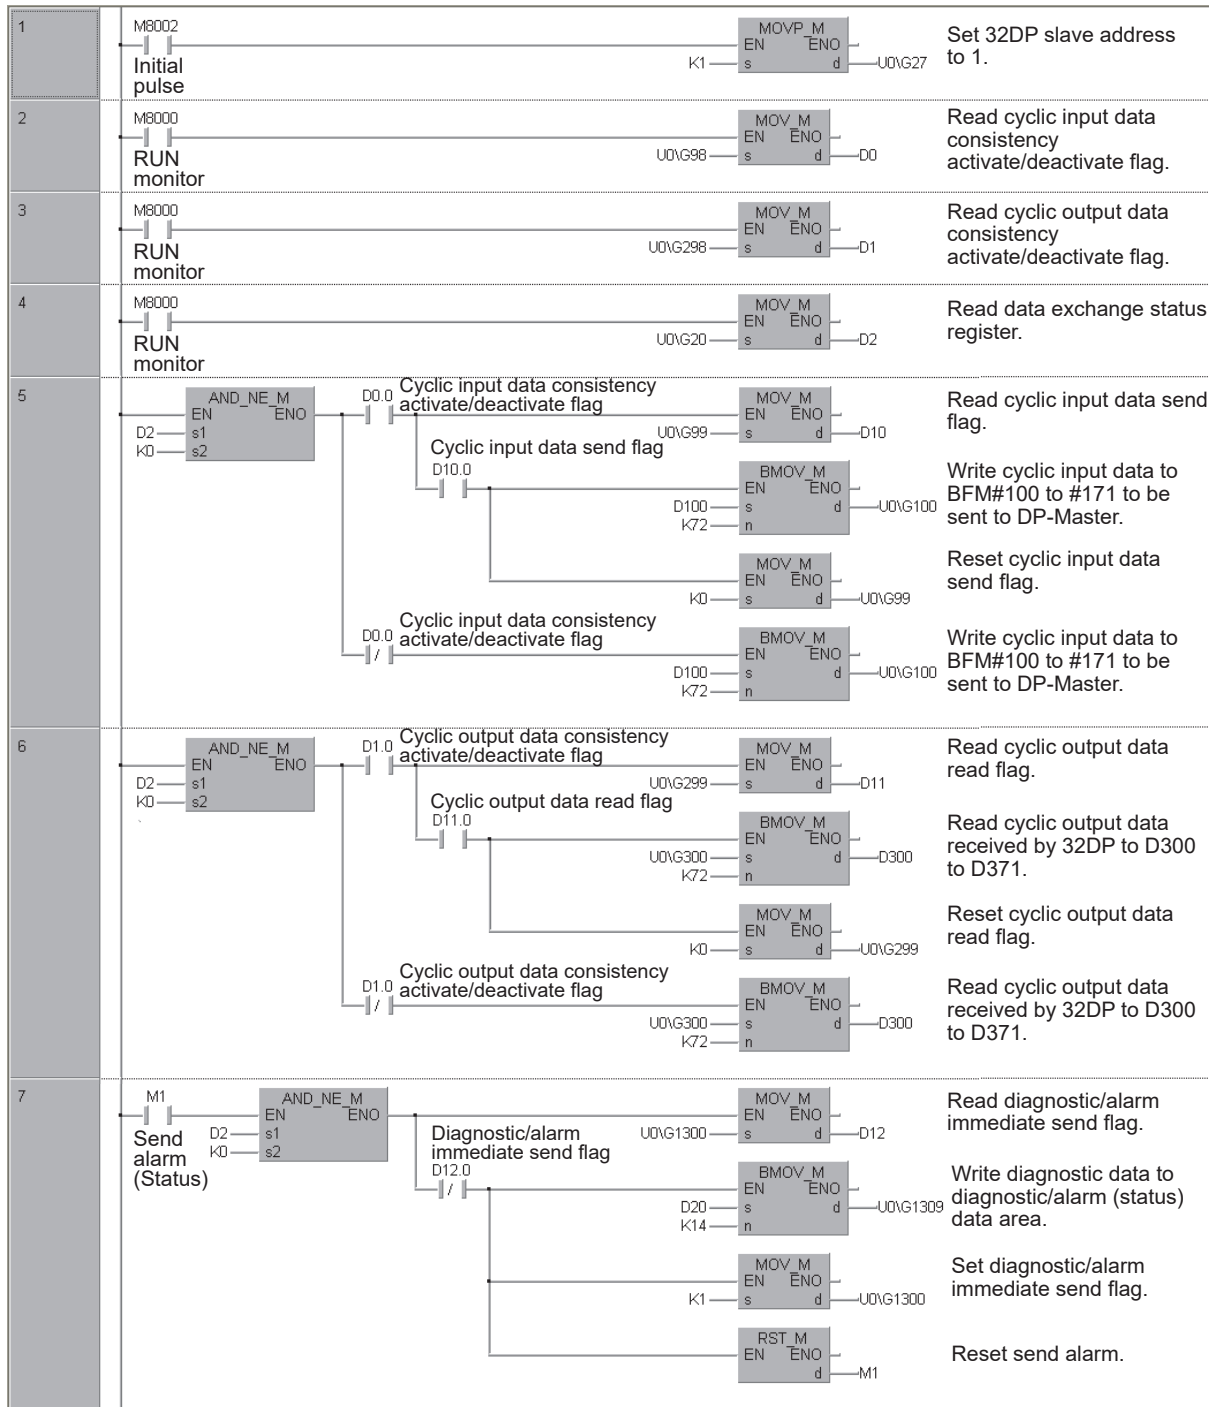 1
M8002
Initial
pulse
MOVP_M
EN ENO
K1 s d U0\G27
Set 32DP slave address
to 1.
2
M8000
RUN
monitor
MOV_M
EN ENO
U0\G98 s d D0
Read cyclic input data
consistency
activate/deactivate flag.
3
M8000
RUN
monitor
MOV_M
EN ENO
U0\G298 s d D1
Read cyclic output data
consistency
activate/deactivate flag.
4
M8000
RUN
monitor
MOV_M
EN ENO
U0\G20 s d D2
Read data exchange status
register.
5
AND_NE_M
EN ENO
D2 s1
K0 s2
D0.0
Cyclic input data consistency
activate/deactivate flag
MOV_M
EN ENO
U0\G99 s d D10
Read cyclic input data send
flag.
Cyclic input data send flag
D10.0
BMOV_M
EN ENO
D100 s d U0\G100
K72 n
Write cyclic input data to
BFM#100 to #171 to be
sent to DP-Master.
MOV_M
EN ENO
K0 s d U0\G99
Reset cyclic input data
send flag.
D0.0
Cyclic input data consistency
activate/deactivate flag
BMOV_M
EN ENO
D100 s d U0\G100
K72 n
Write cyclic input data to
BFM#100 to #171 to be
sent to DP-Master.
6
AND_NE_M
EN ENO
D2 s1
K0 s2
D1.0
Cyclic output data consistency
activate/deactivate flag
MOV_M
EN ENO
U0\G299 s d D11
Read cyclic output data
read flag.
Cyclic output data read flag
D11.0
BMOV_M
EN ENO
U0\G300 s d D300
K72 n
Read cyclic output data
received by 32DP to D300
to D371.
MOV_M
EN ENO
K0 s d U0\G299
Reset cyclic output data
read flag.
D1.0
Cyclic output data consistency
activate/deactivate flag
BMOV_M
EN ENO
U0\G300 s d D300
K72 n
Read cyclic output data
received by 32DP to D300
to D371.
7
M1
Send
alarm
(Status)
AND_NE_M
EN ENO
D2 s1
K0 s2
MOV_M
EN ENO
U0\G1300 s d D12
Read diagnostic/alarm
immediate send flag.
Diagnostic/alarm
immediate send flag
D12.0
BMOV_M
EN ENO
D20 s d U0\G1309
K14 n
Write diagnostic data to
diagnostic/alarm (status)
data area.
MOV_M
EN ENO
K1 s d U0\G1300
Set diagnostic/alarm
immediate send flag.
RST_M
EN ENO
d M1
Reset send alarm.